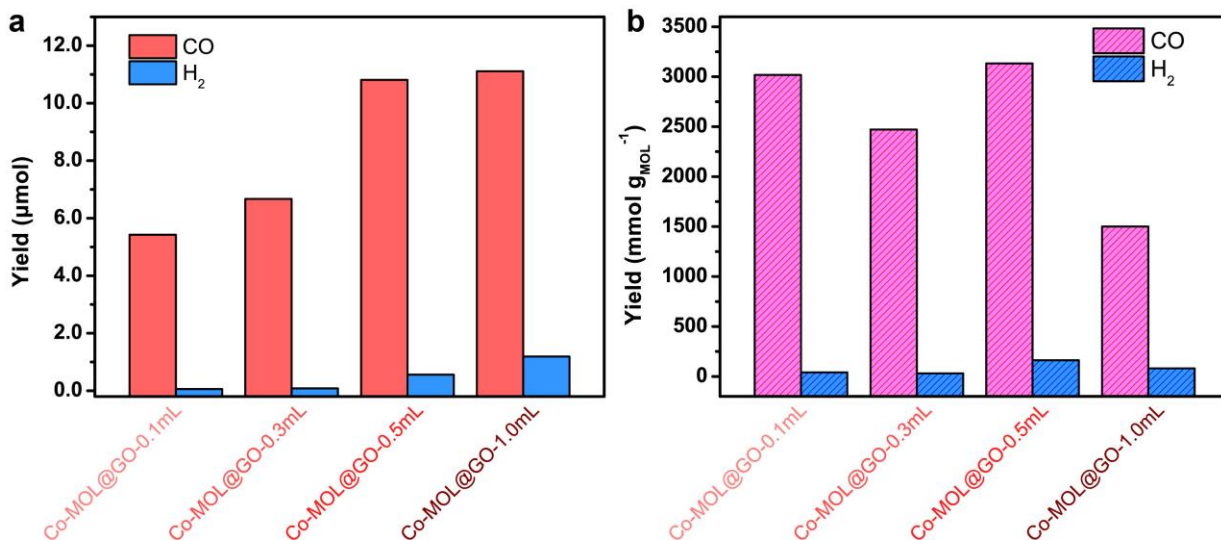 a
CO
H₂
12.0
10.0
8.0
6.0
4.0
2.0
0.0
Yield (μmol)
Co-MOL@GO-0.1mL
Co-MOL@GO-0.3mL
Co-MOL@GO-0.5mL
Co-MOL@GO-1.0mL
b
CO
H₂
3500
3000
2500
2000
1500
1000
500
0
Yield (mmol g_MOL⁻¹)
Co-MOL@GO-0.1mL
Co-MOL@GO-0.3mL
Co-MOL@GO-0.5mL
Co-MOL@GO-1.0mL